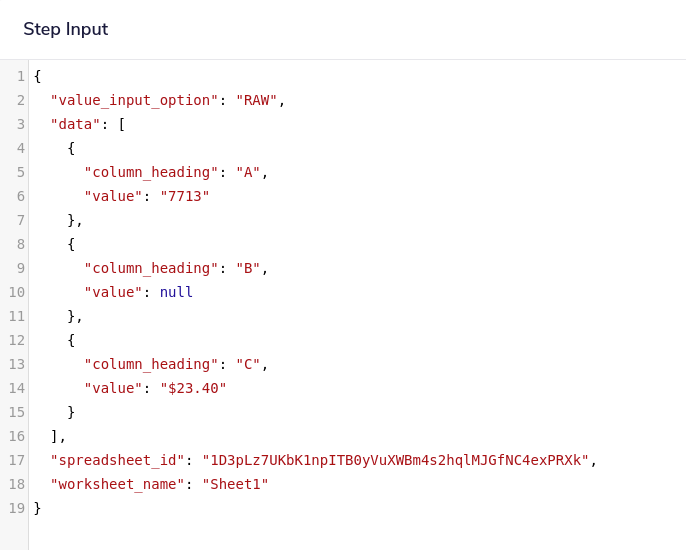 Step Input
1 {
2   "value_input_option": "RAW",
3   "data": [
4     {
5       "column_heading": "A",
6       "value": "7713"
7     },
8     {
9       "column_heading": "B",
10       "value": null
11     },
12     {
13       "column_heading": "C",
14       "value": "$23.40"
15     }
16   ],
17   "spreadsheet_id": "1D3pLz7UKbK1npITB0yVuXWBm4s2hqlMJGfNC4exPRXk",
18   "worksheet_name": "Sheet1"
19 }